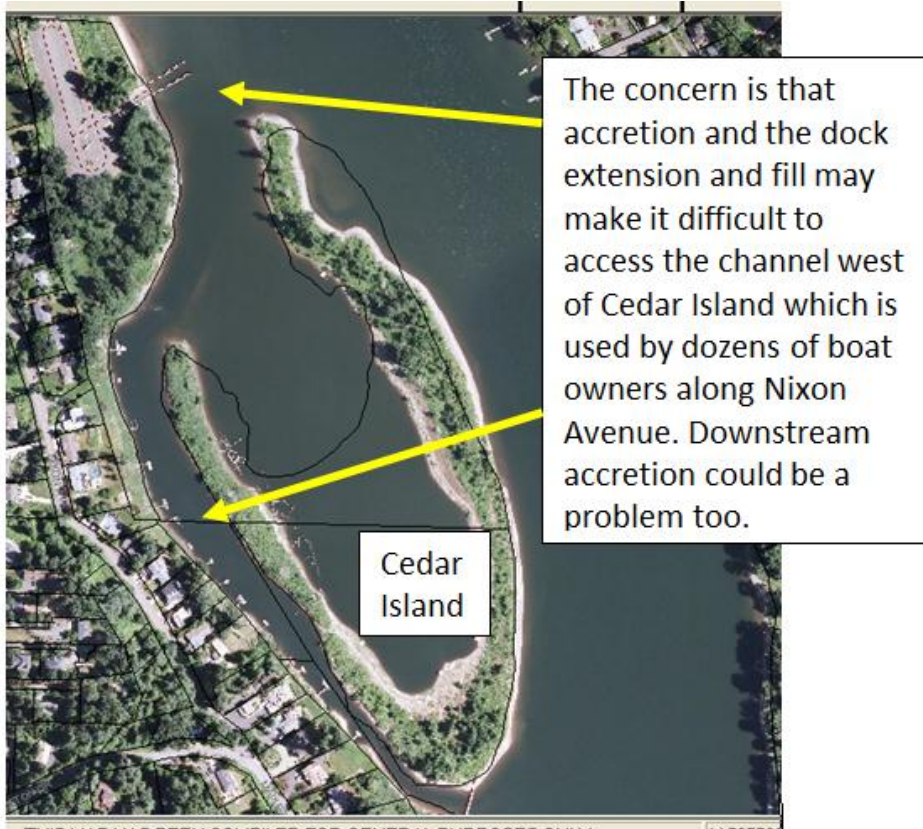 The concern is that
accretion and the dock
extension and fill may
make it difficult to
access the channel west
of Cedar Island which is
used by dozens of boat
owners along Nixon
Avenue. Downstream
accretion could be a
problem too.
Cedar
Island